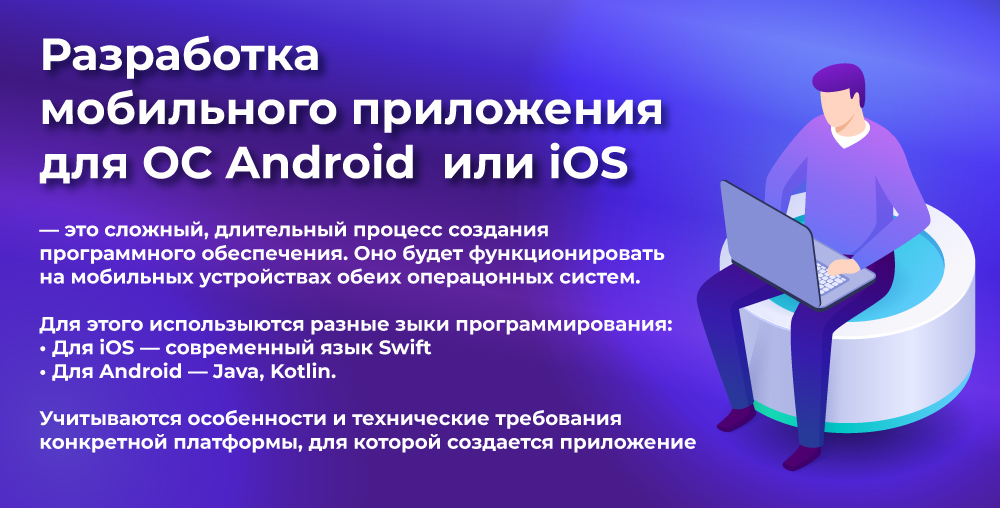 Разработка
мобильного приложения
для ОС Android или iOS
— это сложный, длительный процесс создания
программного обеспечения. Оно будет функционировать
на мобильных устройствах обеих операцонных систем.
Для этого использыются разные зыки программирования:
• Для iOS — современный язык Swift
• Для Android — Java, Kotlin.
Учитываются особенности и технические требования
конкретной платформы, для которой создается приложение